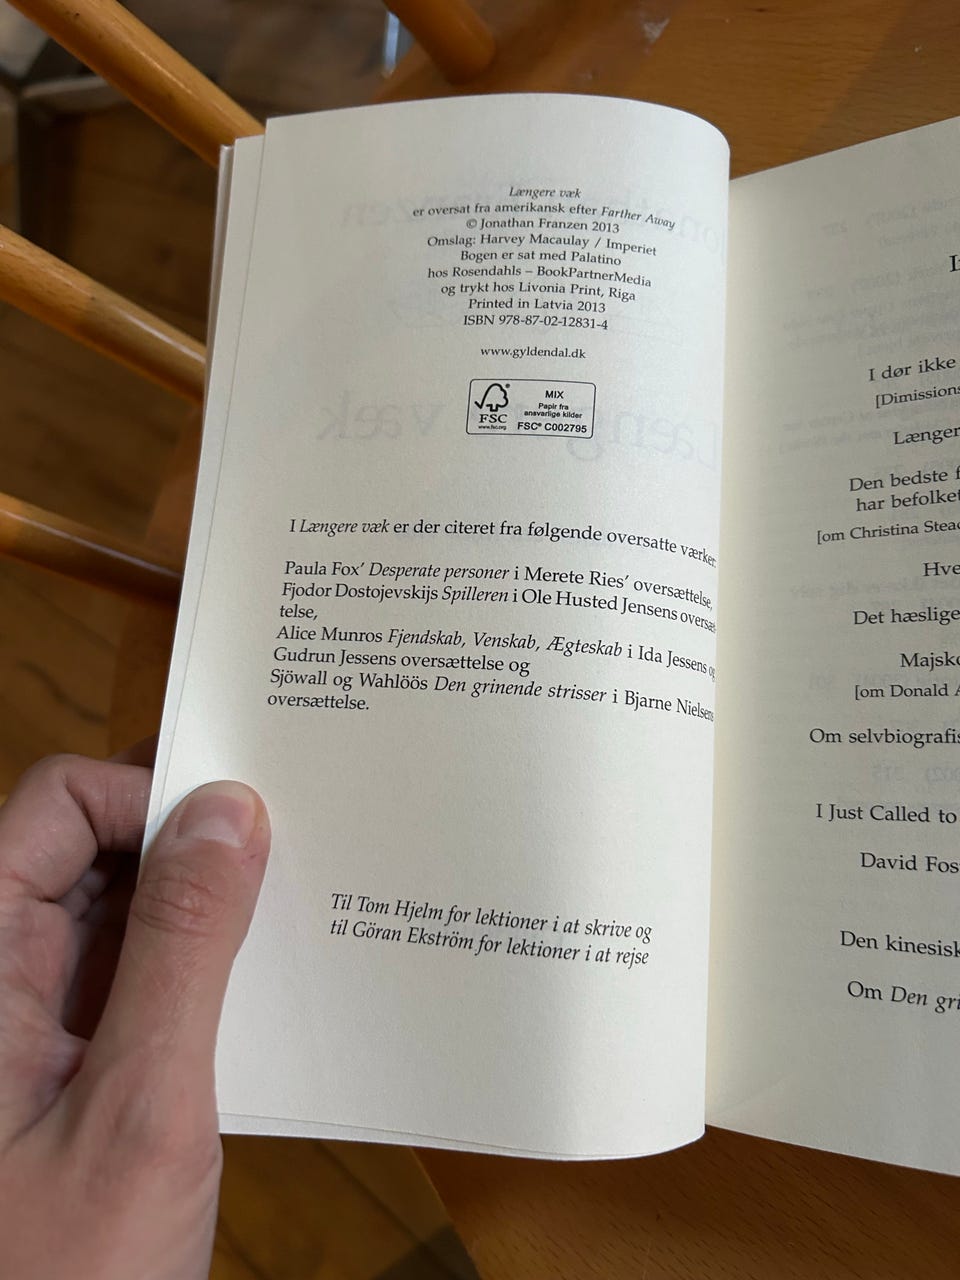 Længere væk
er oversat fra amerikansk efter Farther Away
© Jonathan Franzen 2013
Omslag: Harvey Macaulay / Imperiet
Bogen er sat med Palatino
hos Rosendahls – BookPartnerMedia
og trykt hos Livonia Print, Riga
Printed in Latvia 2013
ISBN 978-87-02-12831-4
www.gyldendal.dk
FSC
www.fsc.org
MIX
Papir fra
ansvarlige kilder
FSC® C002795
I Længere væk er der citeret fra følgende oversatte værker:
Paula Fox’ Desperate personer i Merete Ries’ oversættelse,
Fjodor Dostojevskijs Spilleren i Ole Husted Jensens oversæt-
telse,
Alice Munros Fjendskab, Venskab, Ægteskab i Ida Jessens og
Gudrun Jessens oversættelse og
Sjöwall og Wahlöös Den grinende strisser i Bjarne Nielsens
oversættelse.
Til Tom Hjelm for lektioner i at skrive og
til Göran Ekström for lektioner i at rejse
I dør ikke
[Dimissions
Længer
Den bedste f
har befolket
[om Christina Stead
Hve
Det hæslige
Majsko
[om Donald A
Om selvbiografis
I Just Called to
David Fos
Den kinesisk
Om Den gri